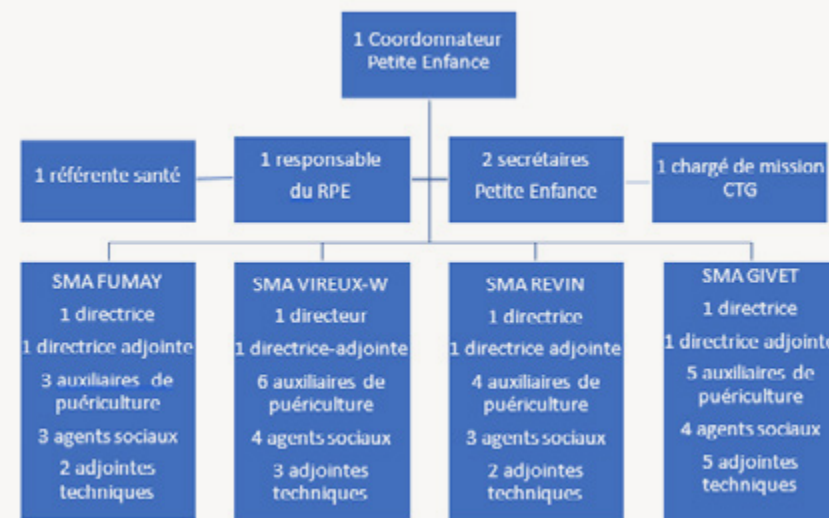 1 Coordonnateur
Petite Enfance
1 référente santé
1 responsable
du RPE
2 secrétaires
Petite Enfance
1 chargé de mission
CTG
SMA FUMAY
1 directrice
1 directrice adjointe
3 auxiliaires de
puériculture
3 agents sociaux
2 adjointes
techniques
SMA VIREUX-W
1 directeur
1 directrice-adjointe
6 auxiliaires de
puériculture
4 agents sociaux
3 adjointes
techniques
SMA REVIN
1 directrice
1 directrice adjointe
4 auxiliaires de
puériculture
3 agents sociaux
2 adjointes
techniques
SMA GIVET
1 directrice
1 directrice adjointe
5 auxiliaires de
puériculture
4 agents sociaux
5 adjointes
techniques